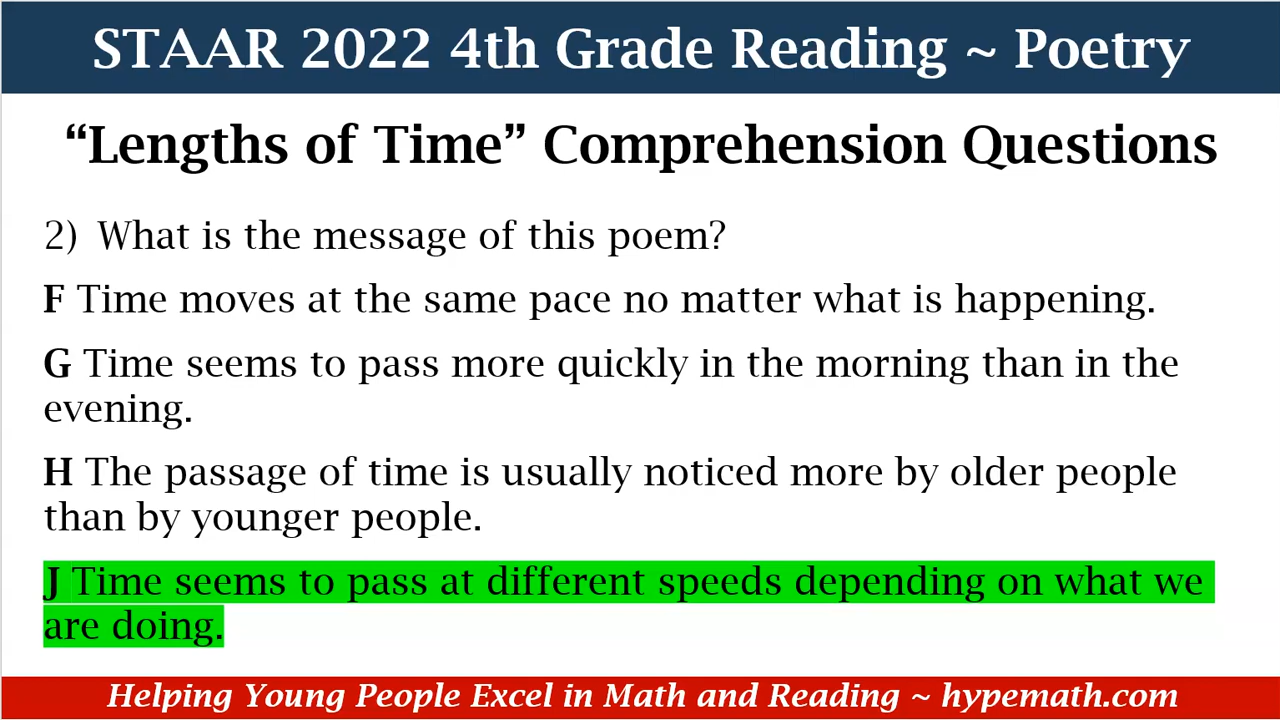 STAAR 2022 4th Grade Reading ~ Poetry
“Lengths of Time” Comprehension Questions
2) What is the message of this poem?
F Time moves at the same pace no matter what is happening.
G Time seems to pass more quickly in the morning than in the
evening.
H The passage of time is usually noticed more by older people
than by younger people.
J Time seems to pass at different speeds depending on what we
are doing.
Helping Young People Excel in Math and Reading ~ hypemath.com